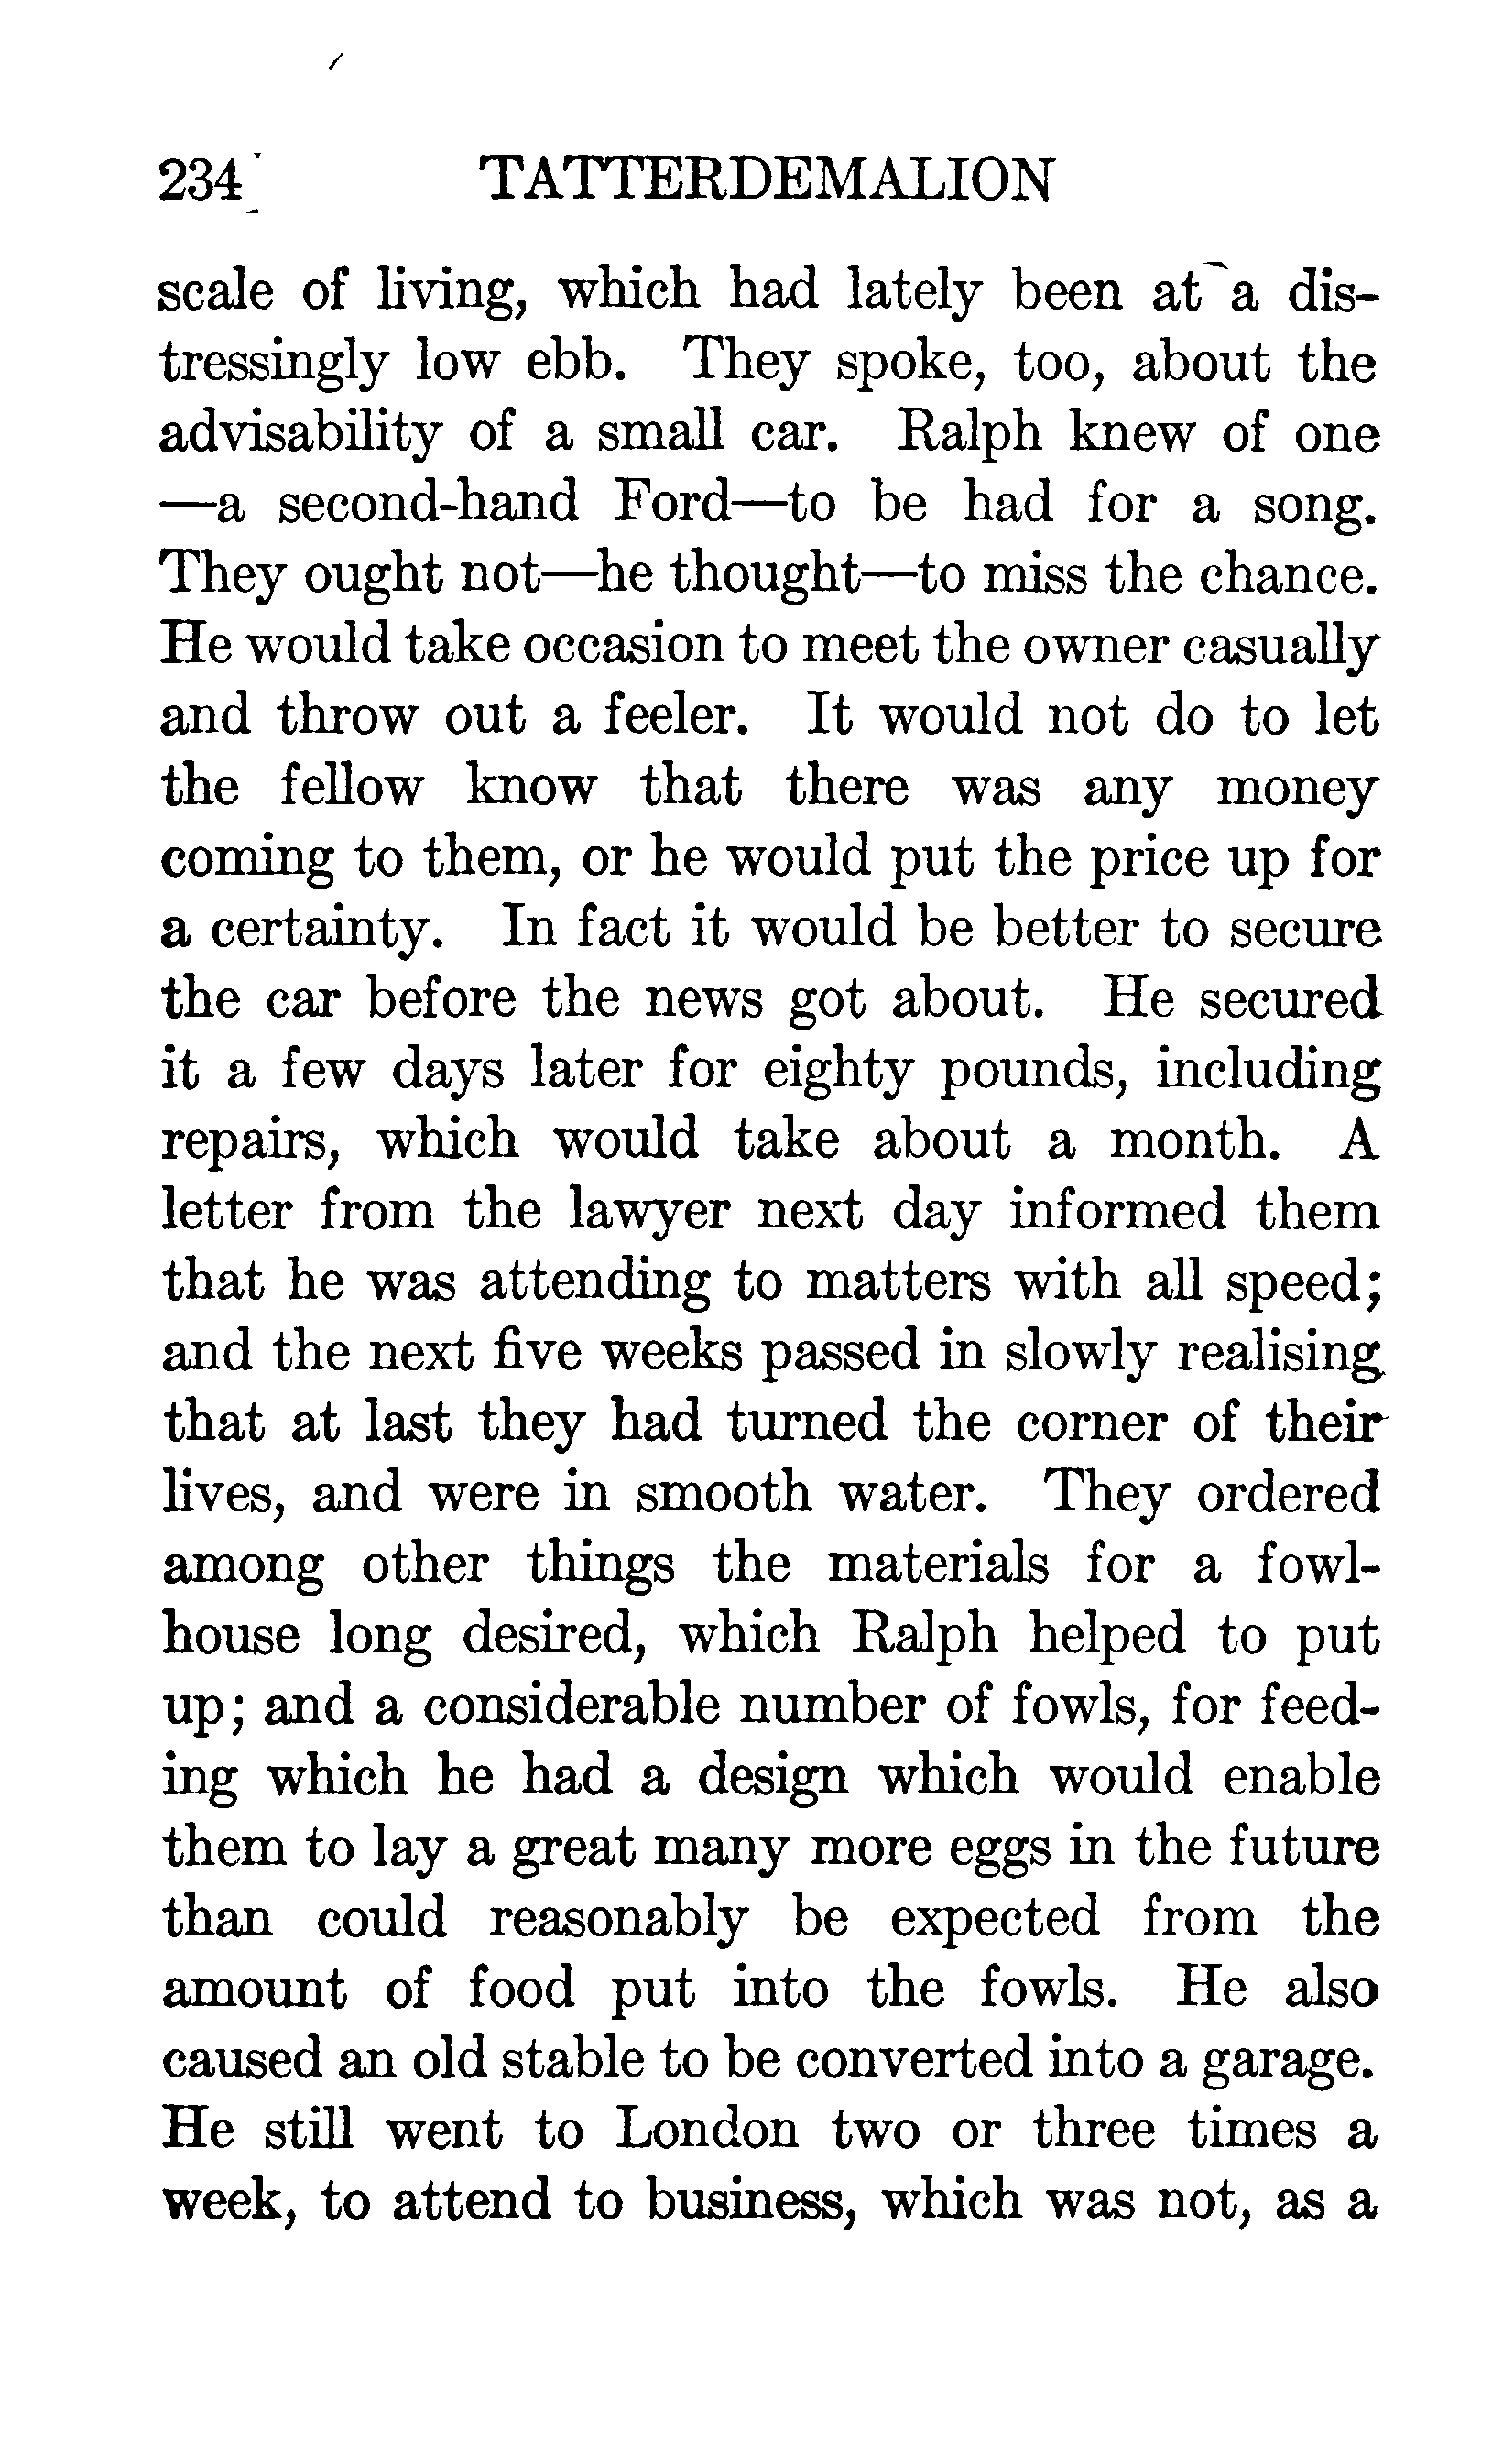 234 TATTERDEMALION
scale of living, which had lately been at a dis-
tressingly low ebb. They spoke, too, about the
advisability of a small car. Ralph knew of one
—a second-hand Ford—to be had for a song.
They ought not—he thought—to miss the chance.
He would take occasion to meet the owner casually
and throw out a feeler. It would not do to let
the fellow know that there was any money
coming to them, or he would put the price up for
a certainty. In fact it would be better to secure
the car before the news got about. He secured
it a few days later for eighty pounds, including
repairs, which would take about a month. A
letter from the lawyer next day informed them
that he was attending to matters with all speed;
and the next five weeks passed in slowly realising
that at last they had turned the corner of their
lives, and were in smooth water. They ordered
among other things the materials for a fowl-
house long desired, which Ralph helped to put
up; and a considerable number of fowls, for feed-
ing which he had a design which would enable
them to lay a great many more eggs in the future
than could reasonably be expected from the
amount of food put into the fowls. He also
caused an old stable to be converted into a garage.
He still went to London two or three times a
week, to attend to business, which was not, as a